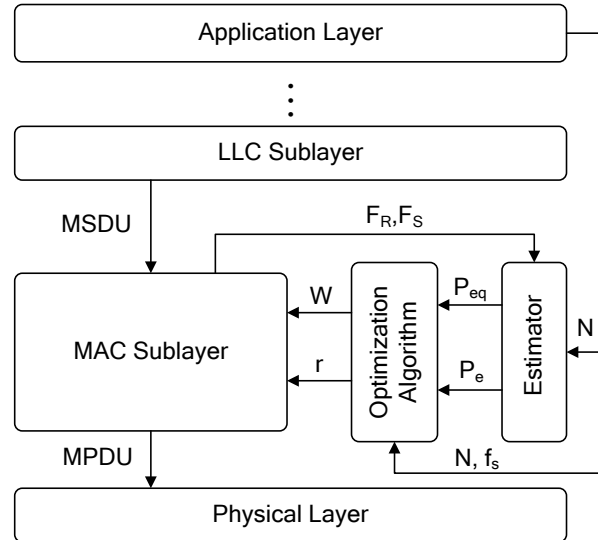 Application Layer
⋮
LLC Sublayer
MSDU
F_R,F_S
MAC Sublayer
W
r
Optimization
Algorithm
P_eq
P_e
Estimator
N
MPDU
N, f_s
Physical Layer